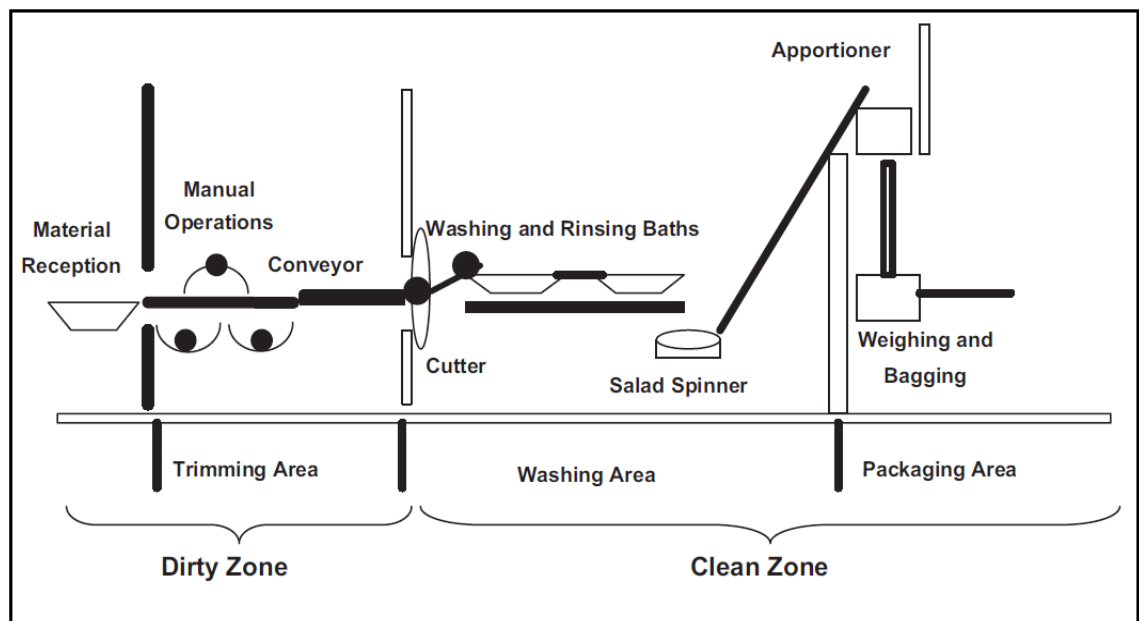 Apportioner
Manual
Operations
Material
Reception
Conveyor
Washing and Rinsing Baths
Cutter
Salad Spinner
Weighing and
Bagging
Trimming Area
Washing Area
Packaging Area
Dirty Zone
Clean Zone